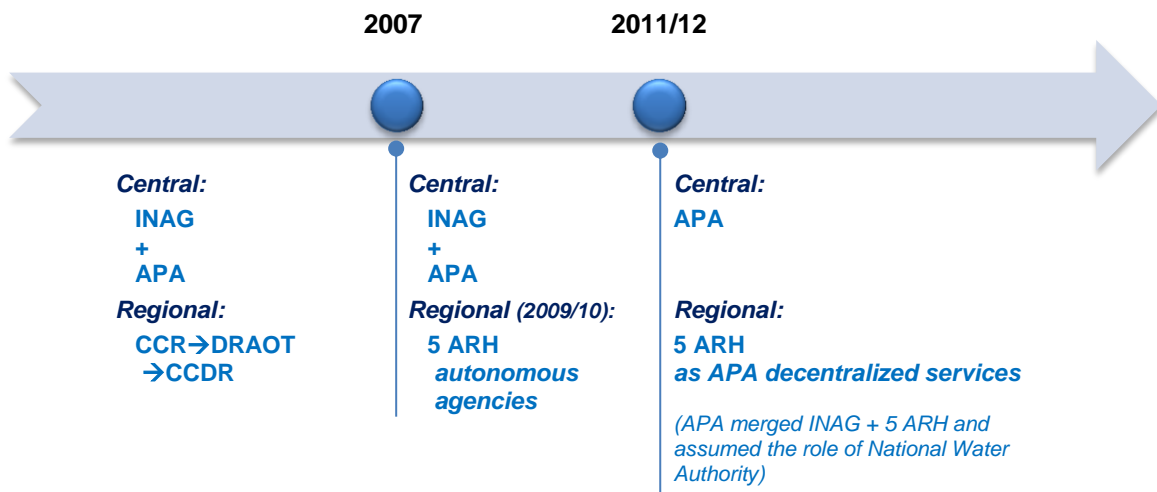 2007
2011/12
Central:
INAG
+
APA
Regional:
CCR→DRAOT
→CCDR
Central:
INAG
+
APA
Regional (2009/10):
5 ARH
autonomous
agencies
Central:
APA
Regional:
5 ARH
as APA decentralized services
(APA merged INAG + 5 ARH and
assumed the role of National Water
Authority)